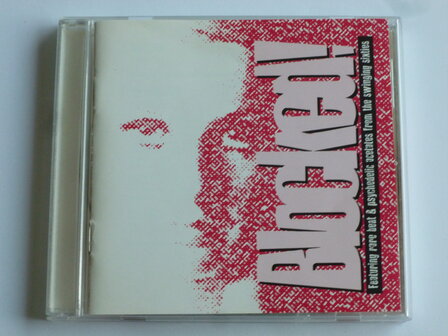 Blocked!
Featuring rare beat & psychedelic acetates from the swinging sixties